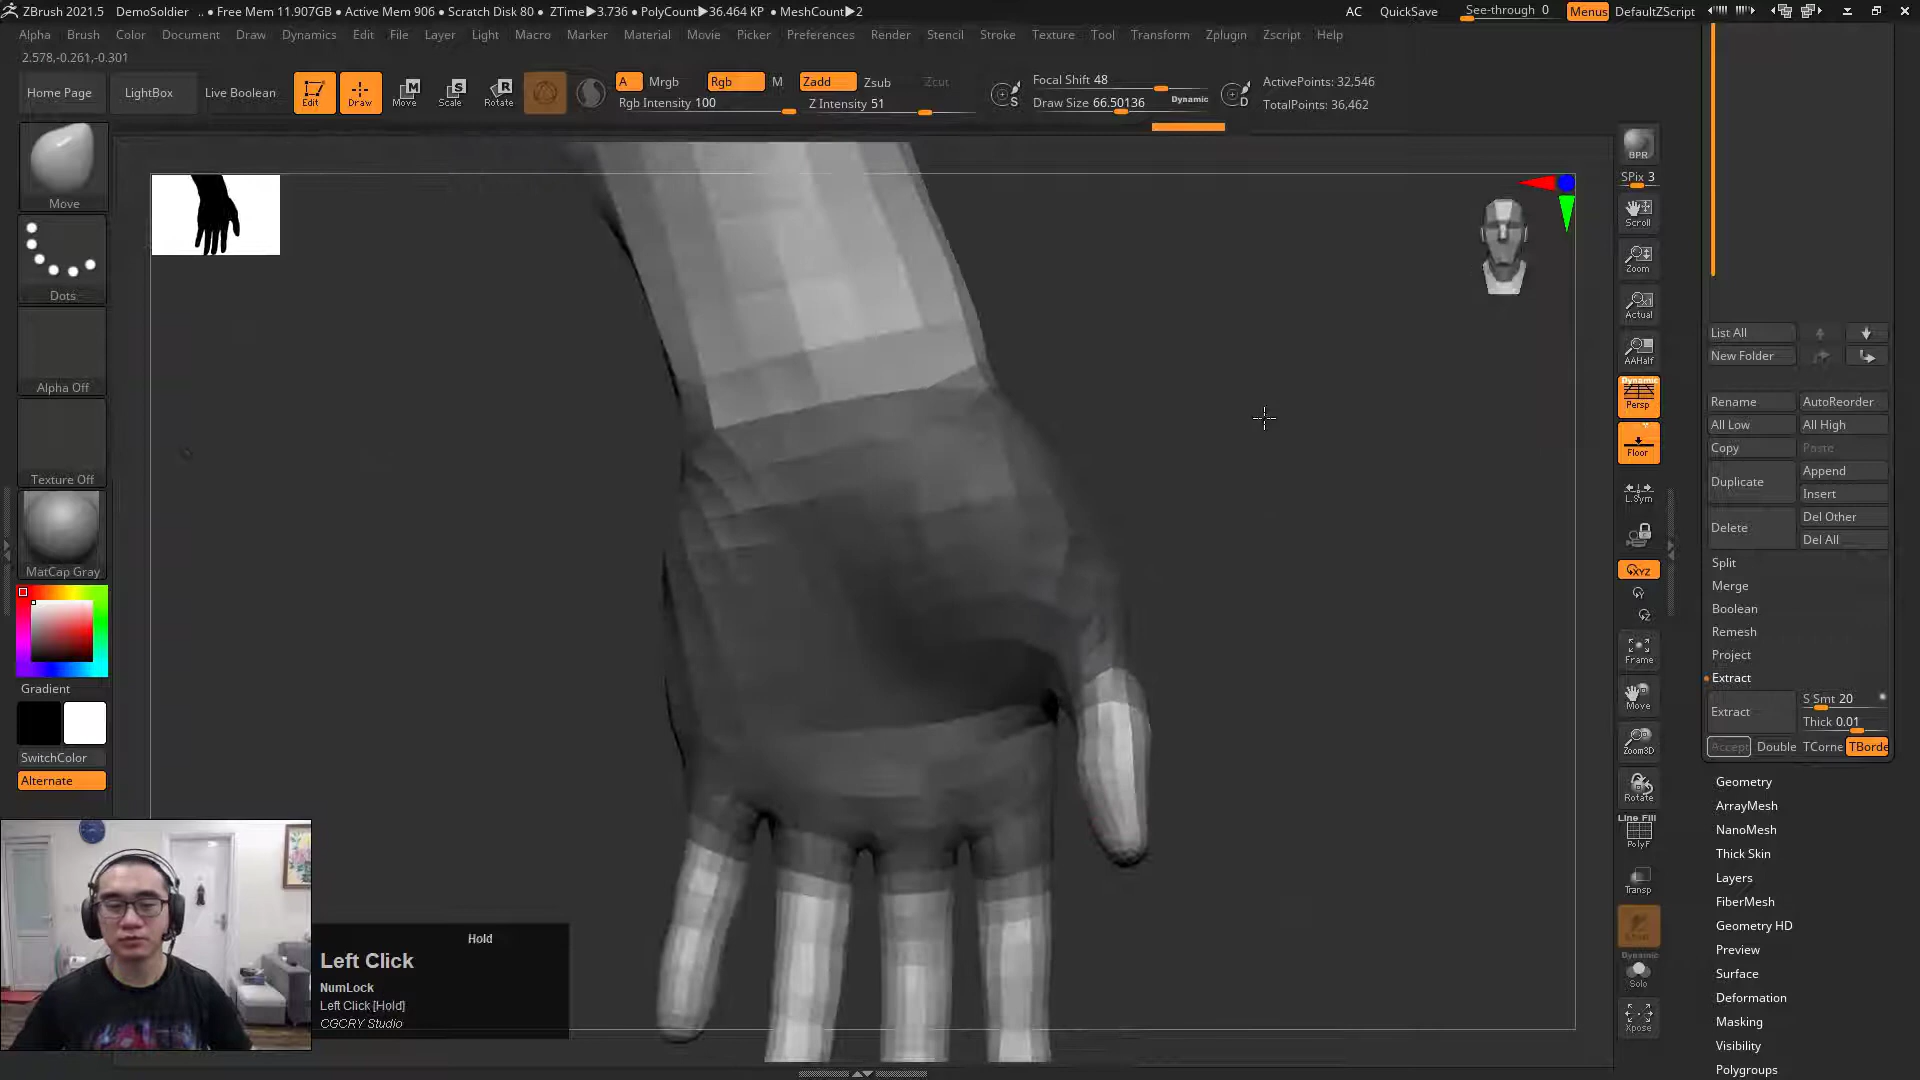 ZBrush 2021.5 DemoSoldier .. ● Free Mem 11.907GB ● Active Mem 906 ● Scratch Disk 80 ● ZTime▶3.736 ● PolyCount▶36.464 KP ● MeshCount▶2 AC QuickSave See-through 0 Menus DefaultZScript
Alpha Brush Color Document Draw Dynamics Edit File Layer Light Macro Marker Material Movie Picker Preferences Render Stencil Stroke Texture Tool Transform Zplugin Zscript Help
2.578,-0.261,-0.301
Home Page LightBox Live Boolean Edit Draw Move Scale Rotate
A Mrgb Rgb M Zadd Zsub Zcut
Rgb Intensity 100 Z Intensity 51
Focal Shift 48
Draw Size 66.50136 Dynamic
ActivePoints: 32,546
TotalPoints: 36,462
Move
Dots
Alpha Off
Texture Off
MatCap Gray
Gradient
SwitchColor
Alternate
Hold
Left Click
NumLock
Left Click [Hold]
CGCRY Studio
BPR
SPix 3
Scroll
Zoom
Actual
AAHalf
Dynamic
Persp
Floor
L.Sym
XYZ
Frame
Move
Zoom3D
Rotate
Line Fill
PolyF
Transp
Dynamic
Solo
Xpose
List All
New Folder
Rename AutoReorder
All Low All High
Copy Paste
Duplicate Append
Insert
Delete Del Other
Del All
Split
Merge
Boolean
Remesh
Project
Extract
Extract S Smt 20
Thick 0.01
Accept Double TCorne TBorde
Geometry
ArrayMesh
NanoMesh
Thick Skin
Layers
FiberMesh
Geometry HD
Preview
Surface
Deformation
Masking
Visibility
Polygroups